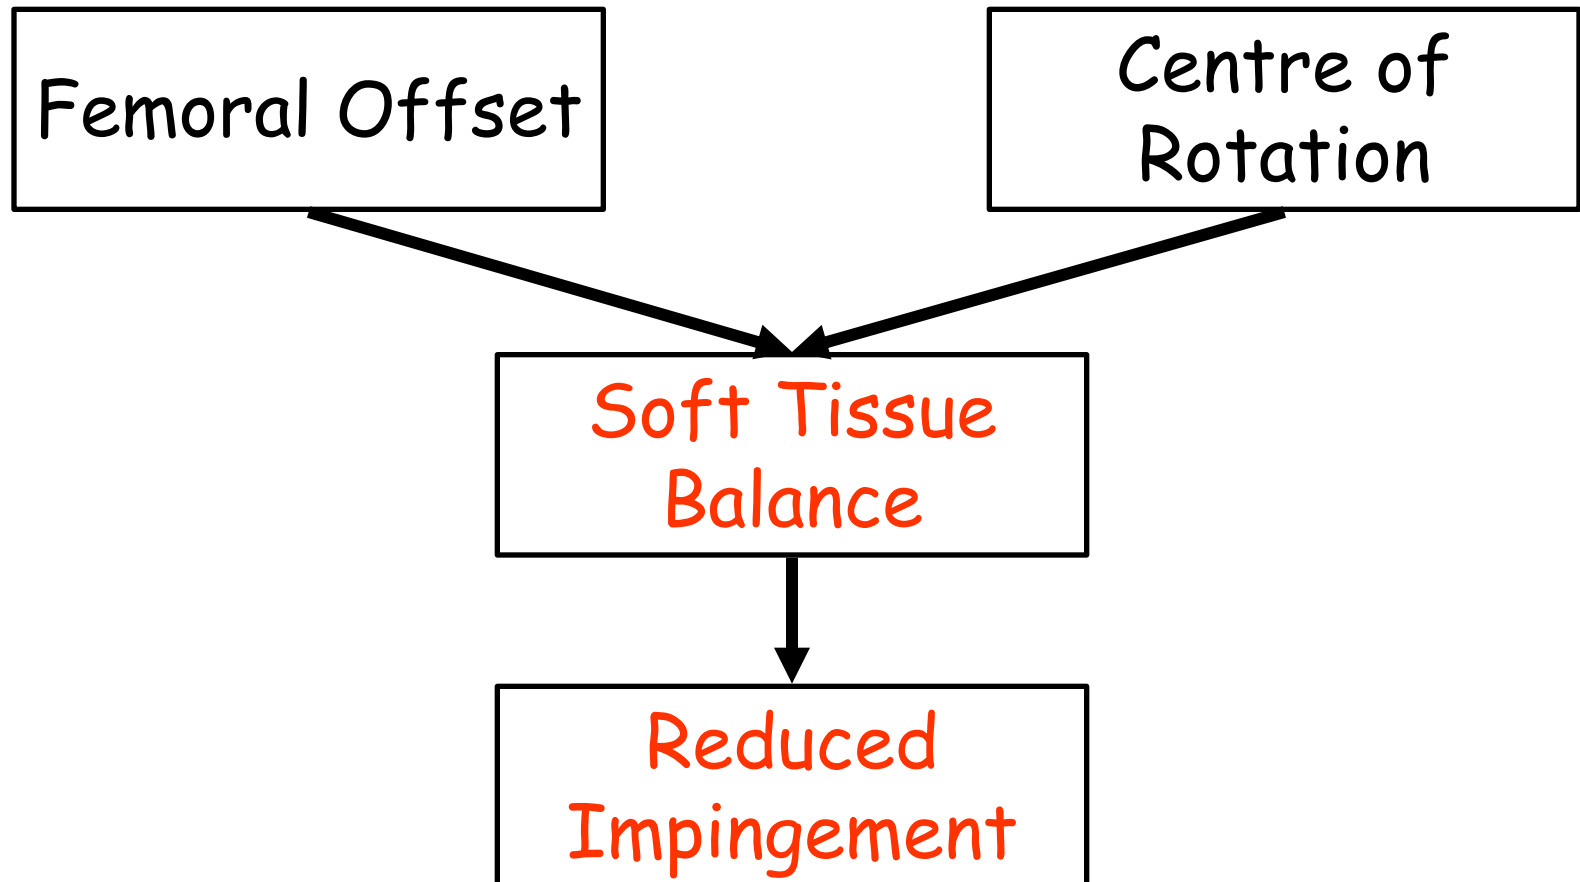 Femoral Offset
Centre of
Rotation
Soft Tissue
Balance
Reduced
Impingement